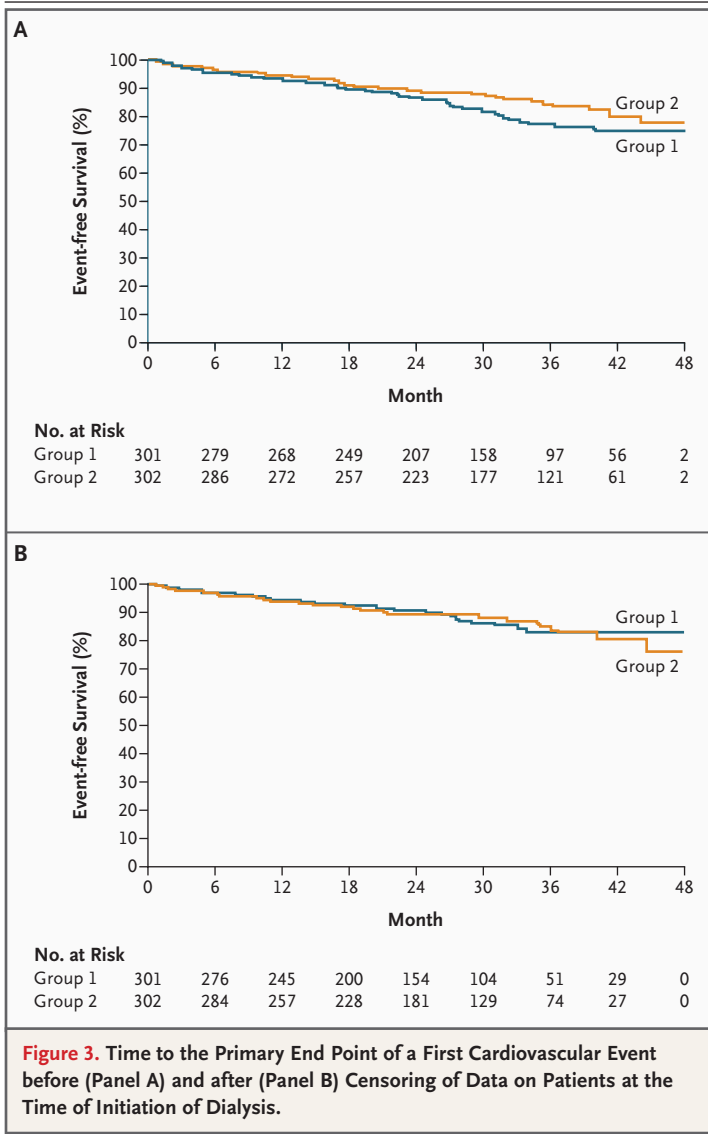 A
100
90
80
70
60
50
40
30
20
10
0
Event-free Survival (%)
Group 2
Group 1
0 6 12 18 24 30 36 42 48
Month
No. at Risk
Group 1 301 279 268 249 207 158 97 56 2
Group 2 302 286 272 257 223 177 121 61 2
B
100
90
80
70
60
50
40
30
20
10
0
Event-free Survival (%)
Group 1
Group 2
0 6 12 18 24 30 36 42 48
Month
No. at Risk
Group 1 301 276 245 200 154 104 51 29 0
Group 2 302 284 257 228 181 129 74 27 0
Figure 3. Time to the Primary End Point of a First Cardiovascular Event
before (Panel A) and after (Panel B) Censoring of Data on Patients at the
Time of Initiation of Dialysis.